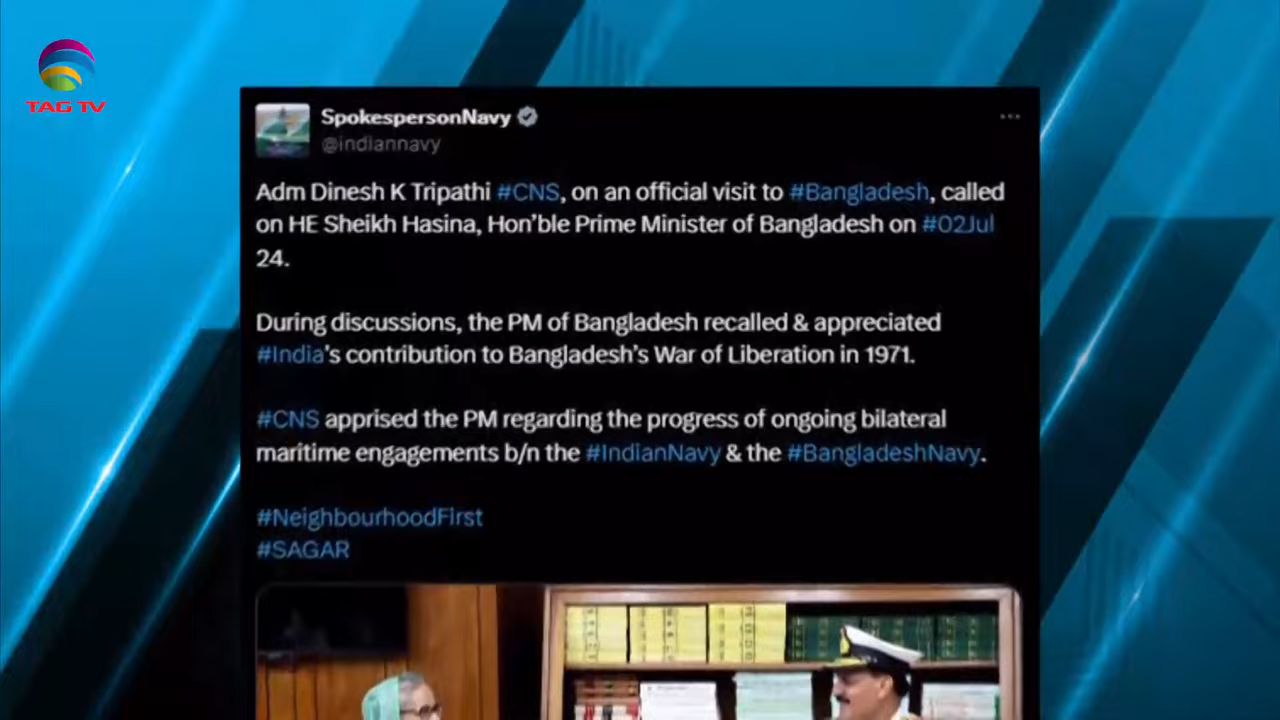 TAG TV
SpokespersonNavy
@indiannavy
Adm Dinesh K Tripathi #CNS, on an official visit to #Bangladesh, called
on HE Sheikh Hasina, Hon'ble Prime Minister of Bangladesh on #02Jul
24.
During discussions, the PM of Bangladesh recalled & appreciated
#India's contribution to Bangladesh's War of Liberation in 1971.
#CNS apprised the PM regarding the progress of ongoing bilateral
maritime engagements b/n the #IndianNavy & the #BangladeshNavy.
#NeighbourhoodFirst
#SAGAR